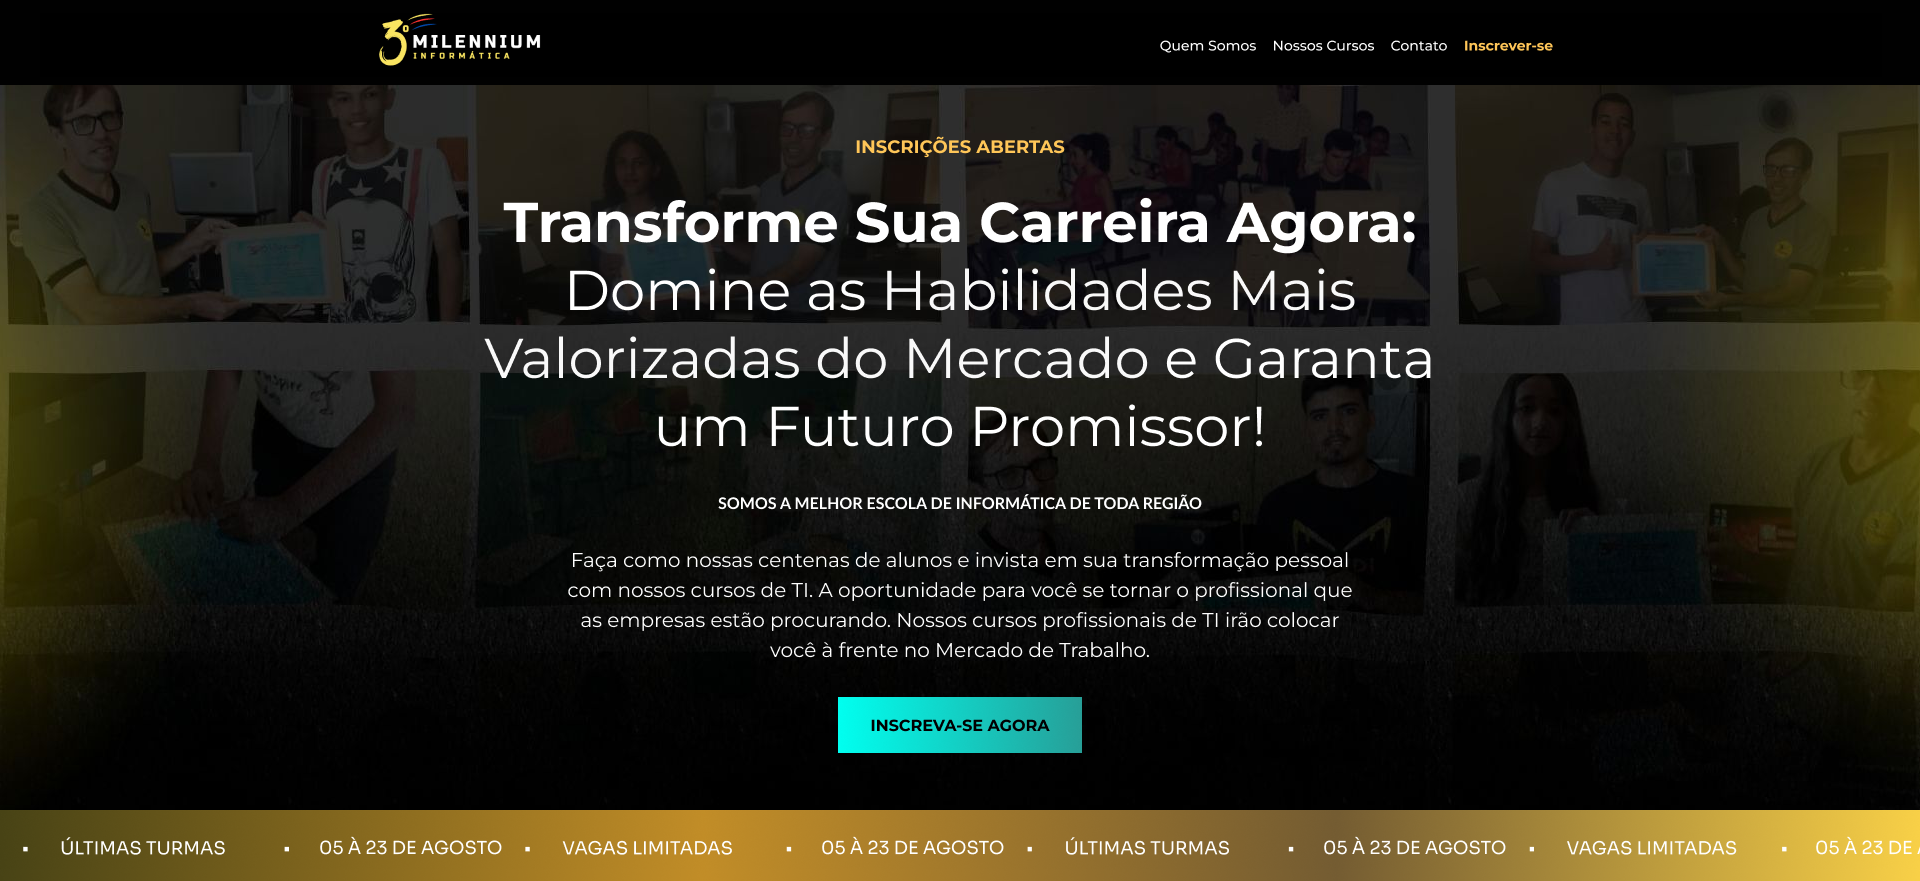 3º MILENNIUM
INFORMÁTICA
Quem Somos Nossos Cursos Contato Inscrever-se
INSCRIÇÕES ABERTAS
Transforme Sua Carreira Agora:
Domine as Habilidades Mais
Valorizadas do Mercado e Garanta
um Futuro Promissor!
SOMOS A MELHOR ESCOLA DE INFORMÁTICA DE TODA REGIÃO
Faça como nossas centenas de alunos e invista em sua transformação pessoal
com nossos cursos de TI. A oportunidade para você se tornar o profissional que
as empresas estão procurando. Nossos cursos profissionais de TI irão colocar
você à frente no Mercado de Trabalho.
INSCREVA-SE AGORA
▪ ÚLTIMAS TURMAS ▪ 05 À 23 DE AGOSTO ▪ VAGAS LIMITADAS ▪ 05 À 23 DE AGOSTO ▪ ÚLTIMAS TURMAS ▪ 05 À 23 DE AGOSTO ▪ VAGAS LIMITADAS ▪ 05 À 23 DE